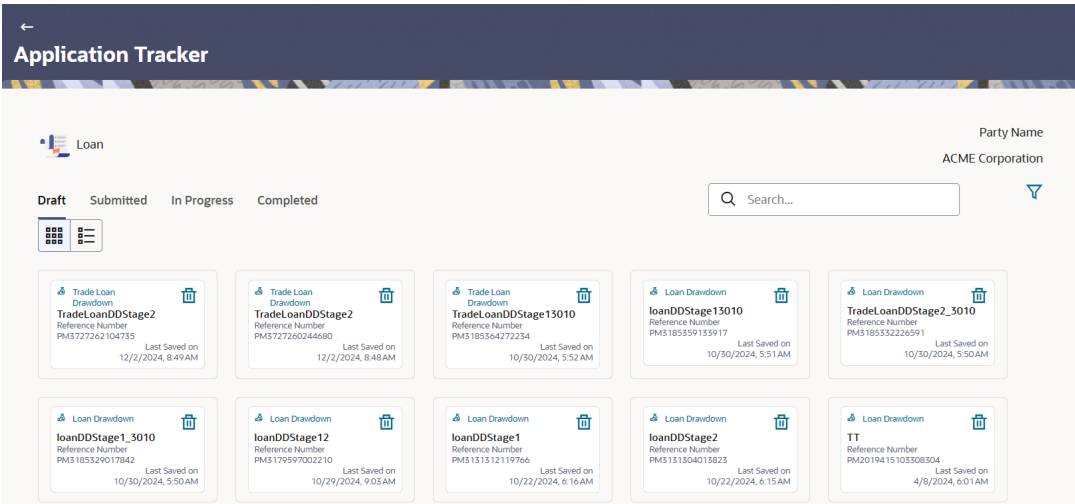 Application Tracker
Loan
Party Name
ACME Corporation
Draft Submitted In Progress Completed
Search...
Trade Loan
Drawdown
TradeLoanDDStage2
Reference Number
PM3727262104735
Last Saved on
12/2/2024, 8:49 AM
Trade Loan
Drawdown
TradeLoanDDStage2
Reference Number
PM3727260244680
Last Saved on
12/2/2024, 8:48 AM
Trade Loan
Drawdown
TradeLoanDDStage13010
Reference Number
PM3185364272234
Last Saved on
10/30/2024, 5:52 AM
Loan Drawdown
loanDDStage13010
Reference Number
PM3185359133917
Last Saved on
10/30/2024, 5:51 AM
Loan Drawdown
TradeLoanDDStage2_3010
Reference Number
PM3185332226591
Last Saved on
10/30/2024, 5:50 AM
Loan Drawdown
loanDDStage1_3010
Reference Number
PM3185329017842
Last Saved on
10/30/2024, 5:50 AM
Loan Drawdown
loanDDStage12
Reference Number
PM3179597002210
Last Saved on
10/29/2024, 9:03 AM
Loan Drawdown
loanDDStage1
Reference Number
PM3131312119766
Last Saved on
10/22/2024, 6:16 AM
Loan Drawdown
loanDDStage2
Reference Number
PM3131304013823
Last Saved on
10/22/2024, 6:15 AM
Loan Drawdown
TT
Reference Number
PM2019415103308304
Last Saved on
4/8/2024, 6:01 AM